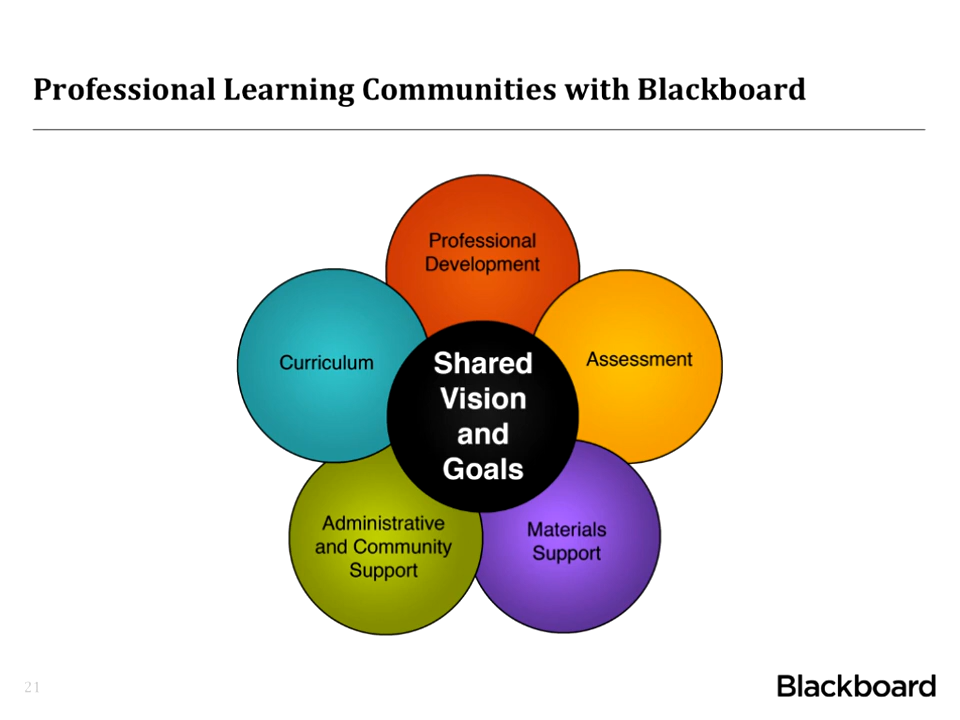 Professional Learning Communities with Blackboard
Professional
Development
Curriculum
Assessment
Shared
Vision
and
Goals
Administrative
and Community
Support
Materials
Support
21
Blackboard